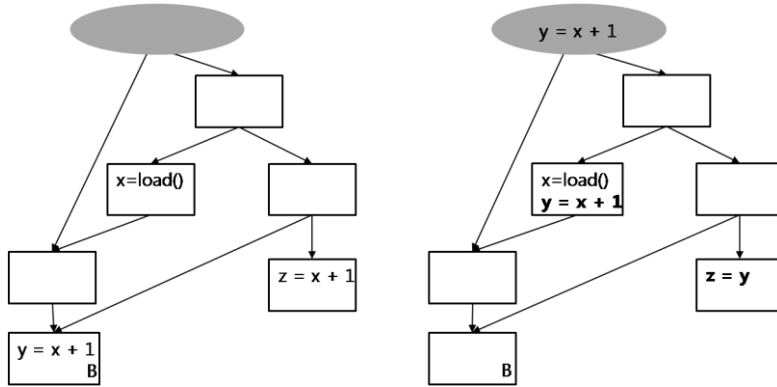 x=load()
z = x + 1
y = x + 1
B
y = x + 1
x=load()
y = x + 1
z = y
B